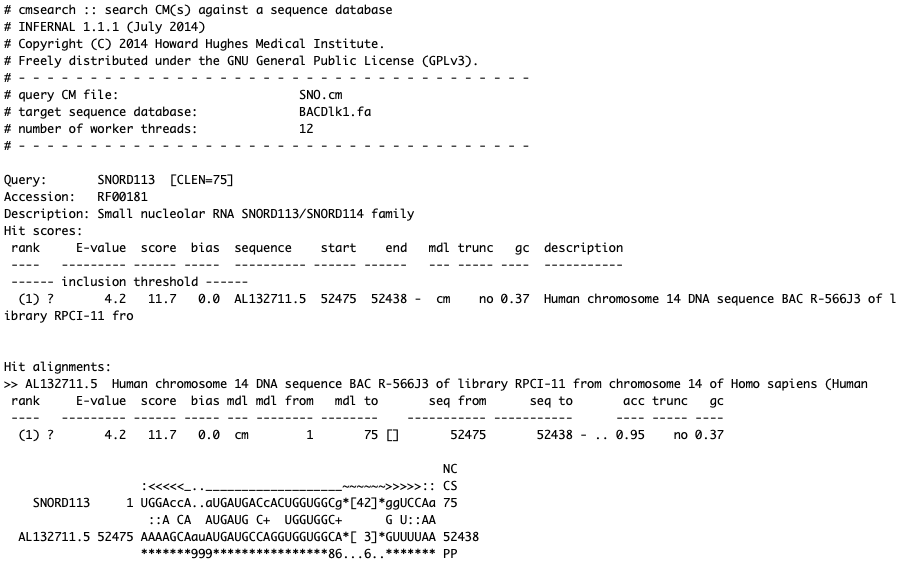 # cmsearch :: search CM(s) against a sequence database
# INFERNAL 1.1.1 (July 2014)
# Copyright (C) 2014 Howard Hughes Medical Institute.
# Freely distributed under the GNU General Public License (GPLv3).
# - - - - - - - - - - - - - - - - - - - - - - - - - - - - - - - - - - - -
# query CM file:                         SNO.cm
# target sequence database:              BACDlk1.fa
# number of worker threads:              12
# - - - - - - - - - - - - - - - - - - - - - - - - - - - - - - - - - - - -

Query:       SNORD113  [CLEN=75]
Accession:   RF00181
Description: Small nucleolar RNA SNORD113/SNORD114 family
Hit scores:
 rank     E-value  score  bias  sequence    start    end   mdl trunc   gc  description
 ----   --------- ------ -----  ---------- ------ ------   --- ----- ----  -----------
 ------ inclusion threshold ------
  (1) ?       4.2   11.7   0.0  AL132711.5  52475  52438 -  cm    no 0.37  Human chromosome 14 DNA sequence BAC R-566J3 of l
ibrary RPCI-11 fro

Hit alignments:
>> AL132711.5  Human chromosome 14 DNA sequence BAC R-566J3 of library RPCI-11 from chromosome 14 of Homo sapiens (Human
 rank     E-value  score  bias mdl mdl from   mdl to       seq from      seq to       acc trunc   gc
 ----   --------- ------ ----- --- -------- --------    ----------- -----------      ---- ----- ----
  (1) ?       4.2   11.7   0.0  cm        1       75 []       52475       52438 - .. 0.95    no 0.37

                                                             NC
                   :<<<<<_..___________________~~~~~~>>>>>:: CS
    SNORD113     1 UGGAccA..aUGAUGACcACUGGUGGCg*[42]*ggUCCAa 75
                    ::A CA  AUGAUG C+  UGGUGGC+      G U::AA
  AL132711.5 52475 AAAAGCAauAUGAUGCCAGGUGGUGGCA*[ 3]*GUUUUAA 52438
                   *******999****************86...6..******* PP